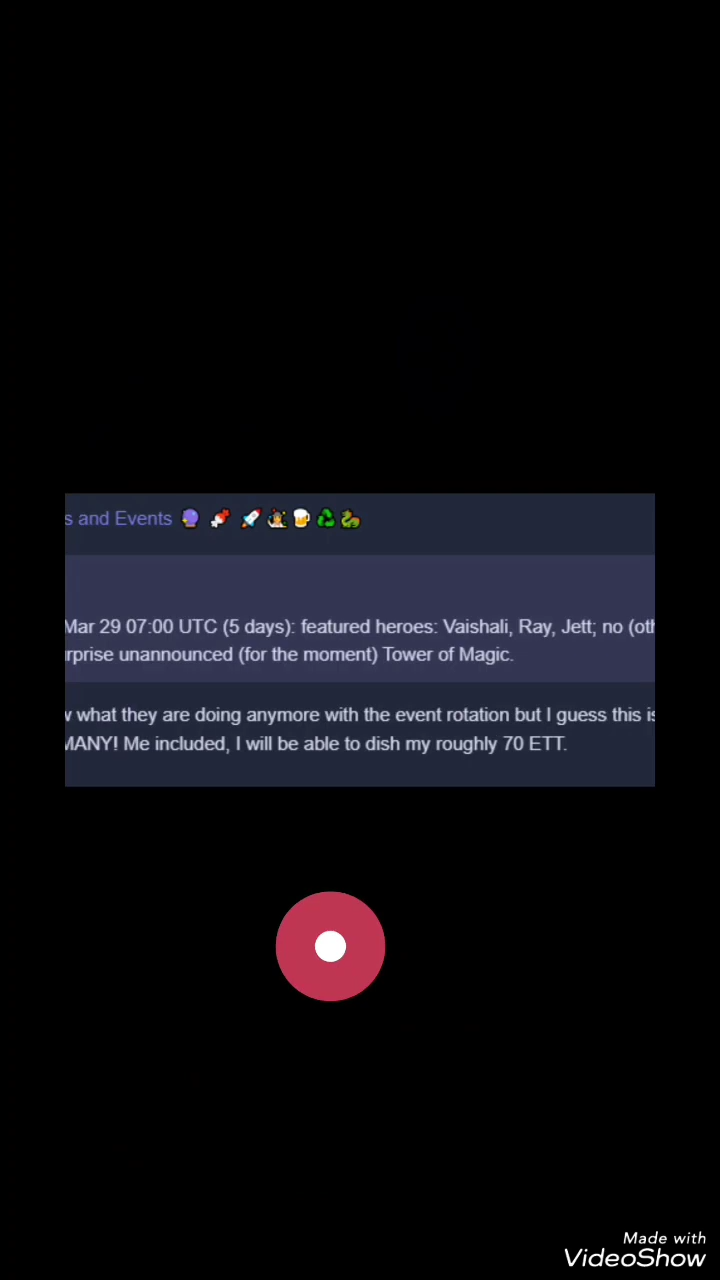 s and Events 🔮 🍖 🚀 👩🏽‍🎤 🍺 ♻️ 🐉
Mar 29 07:00 UTC (5 days): featured heroes: Vaishali, Ray, Jett; no (oth
rprise unannounced (for the moment) Tower of Magic.
w what they are doing anymore with the event rotation but I guess this is
MANY! Me included, I will be able to dish my roughly 70 ETT.
Made with
VideoShow